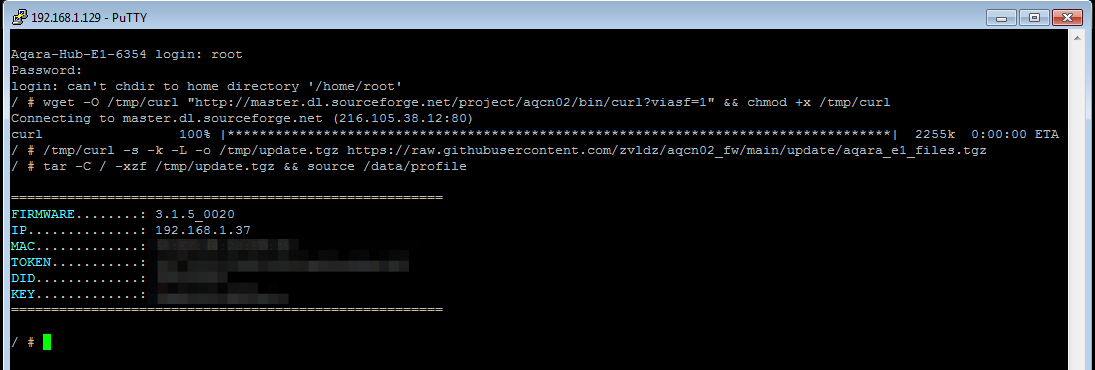 192.168.1.129 - PuTTY
Aqara-Hub-E1-6354 login: root
Password:
login: can't chdir to home directory '/home/root'
/ # wget -O /tmp/curl "http://master.dl.sourceforge.net/project/aqcn02/bin/curl?viasf=1" && chmod +x /tmp/curl
Connecting to master.dl.sourceforge.net (216.105.38.12:80)
curl                 100% |***********************************************************************************|  2255k  0:00:00 ETA
/ # /tmp/curl -s -k -L -o /tmp/update.tgz https://raw.githubusercontent.com/zvldz/aqcn02_fw/main/update/aqara_e1_files.tgz
/ # tar -C / -xzf /tmp/update.tgz && source /data/profile
======================================================
FIRMWARE........: 3.1.5_0020
IP..............: 192.168.1.37
MAC.............:
TOKEN...........:
DID.............:
KEY.............:
======================================================
/ #